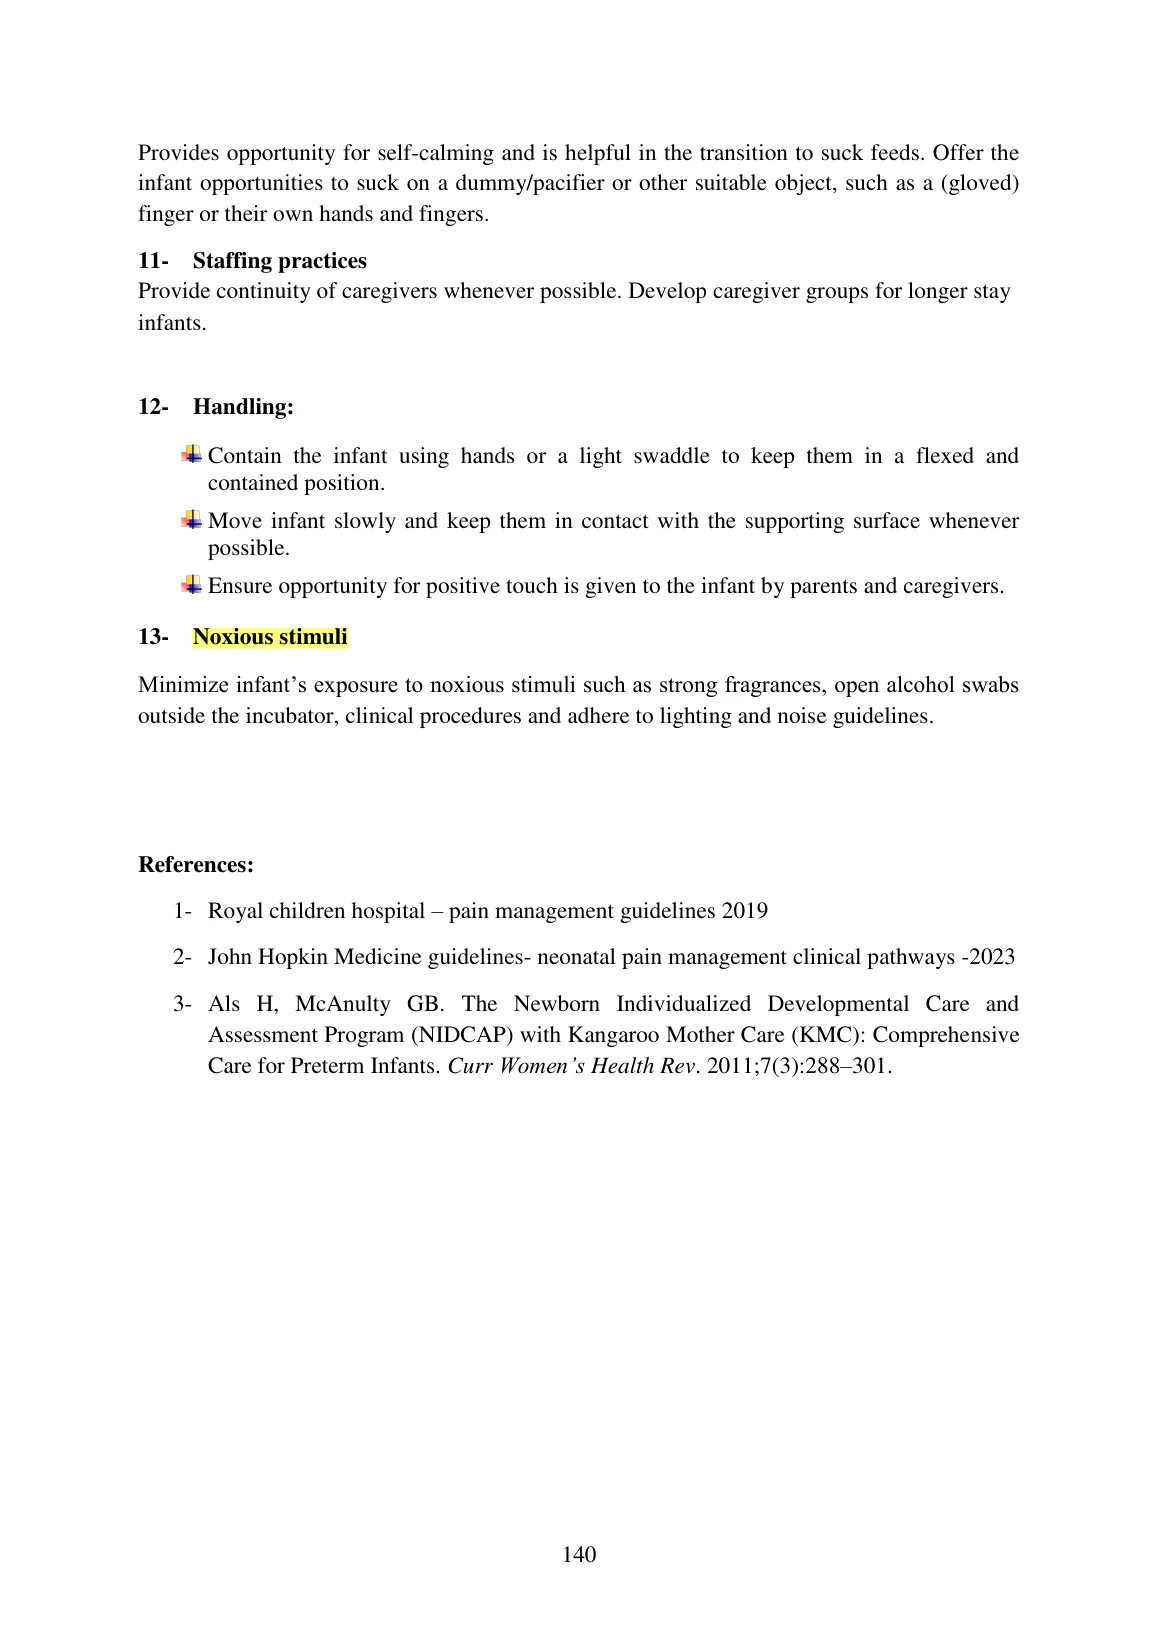 Provides opportunity for self-calming and is helpful in the transition to suck feeds. Offer the
infant opportunities to suck on a dummy/pacifier or other suitable object, such as a (gloved)
finger or their own hands and fingers.
11- Staffing practices
Provide continuity of caregivers whenever possible. Develop caregiver groups for longer stay
infants.
12- Handling:
Contain the infant using hands or a light swaddle to keep them in a flexed and
contained position.
Move infant slowly and keep them in contact with the supporting surface whenever
possible.
Ensure opportunity for positive touch is given to the infant by parents and caregivers.
13- Noxious stimuli
Minimize infant’s exposure to noxious stimuli such as strong fragrances, open alcohol swabs
outside the incubator, clinical procedures and adhere to lighting and noise guidelines.
References:
1- Royal children hospital – pain management guidelines 2019
2- John Hopkin Medicine guidelines- neonatal pain management clinical pathways -2023
3- Als H, McAnulty GB. The Newborn Individualized Developmental Care and
Assessment Program (NIDCAP) with Kangaroo Mother Care (KMC): Comprehensive
Care for Preterm Infants. Curr Women’s Health Rev. 2011;7(3):288–301.
140